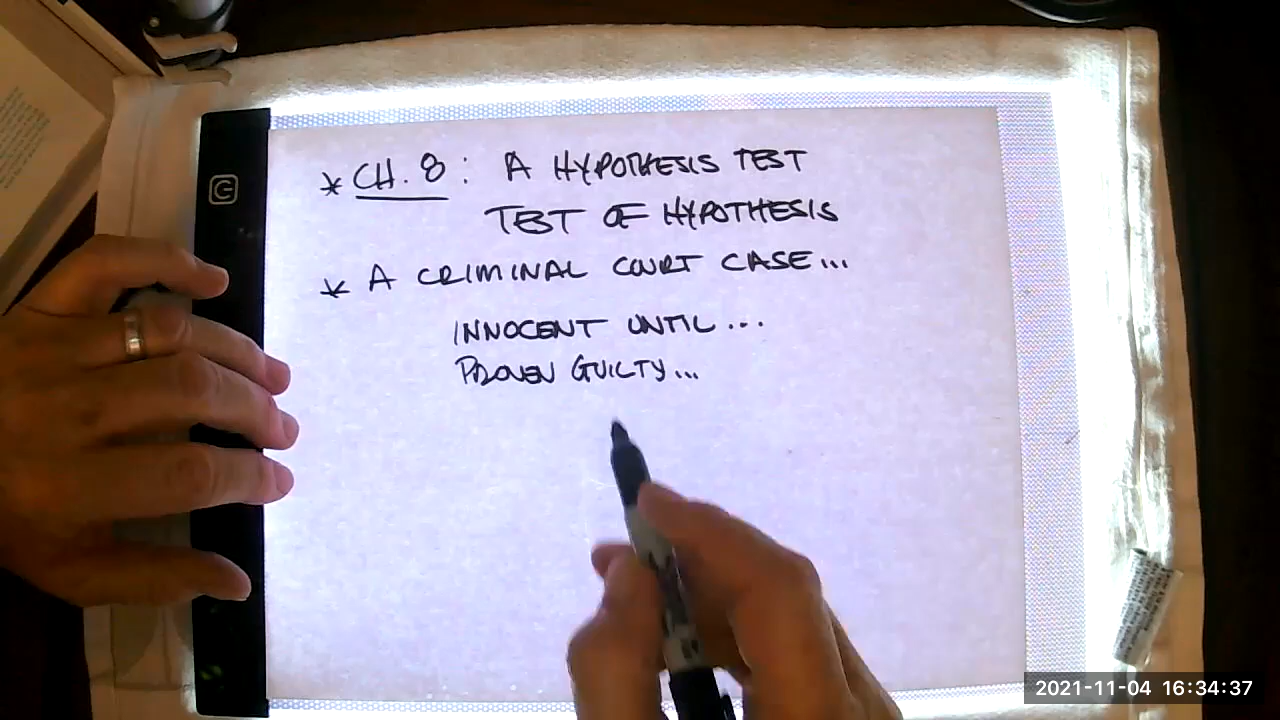 * CH. 8: A HYPOTHESIS TEST
TEST OF HYPOTHESIS
* A CRIMINAL COURT CASE...
INNOCENT UNTIL...
PROVEN GUILTY...
2021-11-04 16:34:37